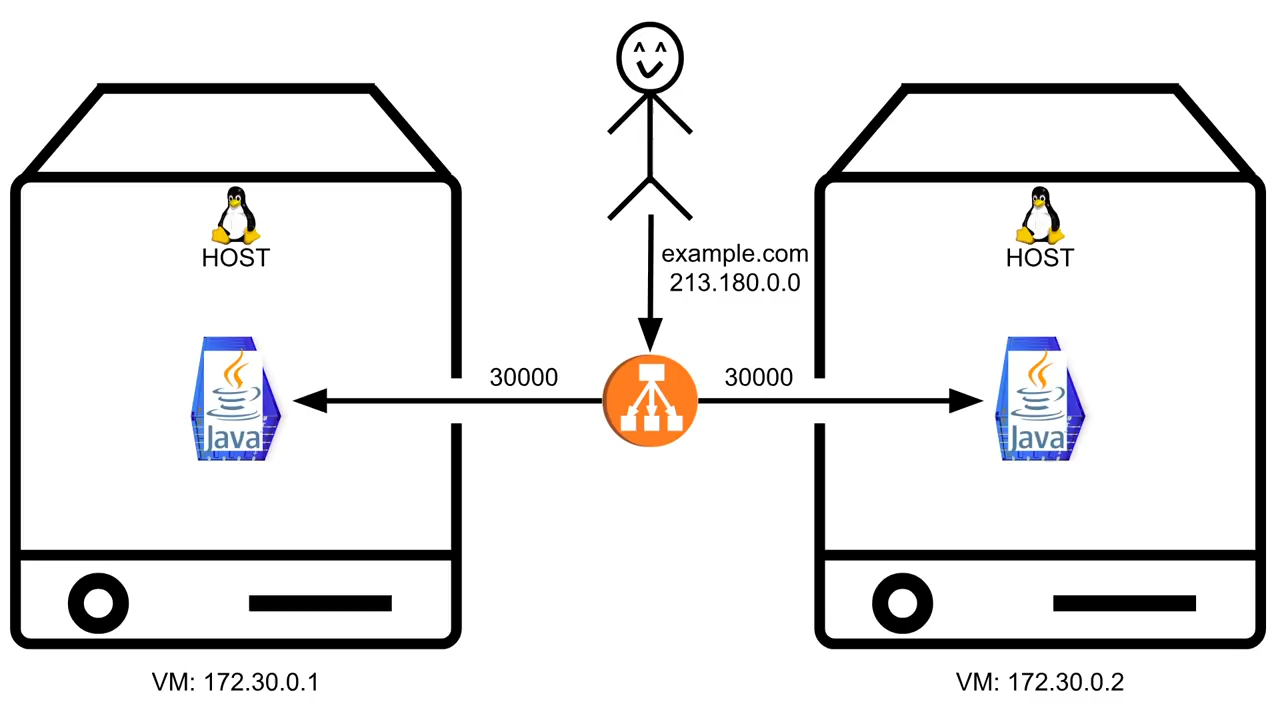 HOST
Java
VM: 172.30.0.1
example.com
213.180.0.0
30000
30000
HOST
Java
VM: 172.30.0.2